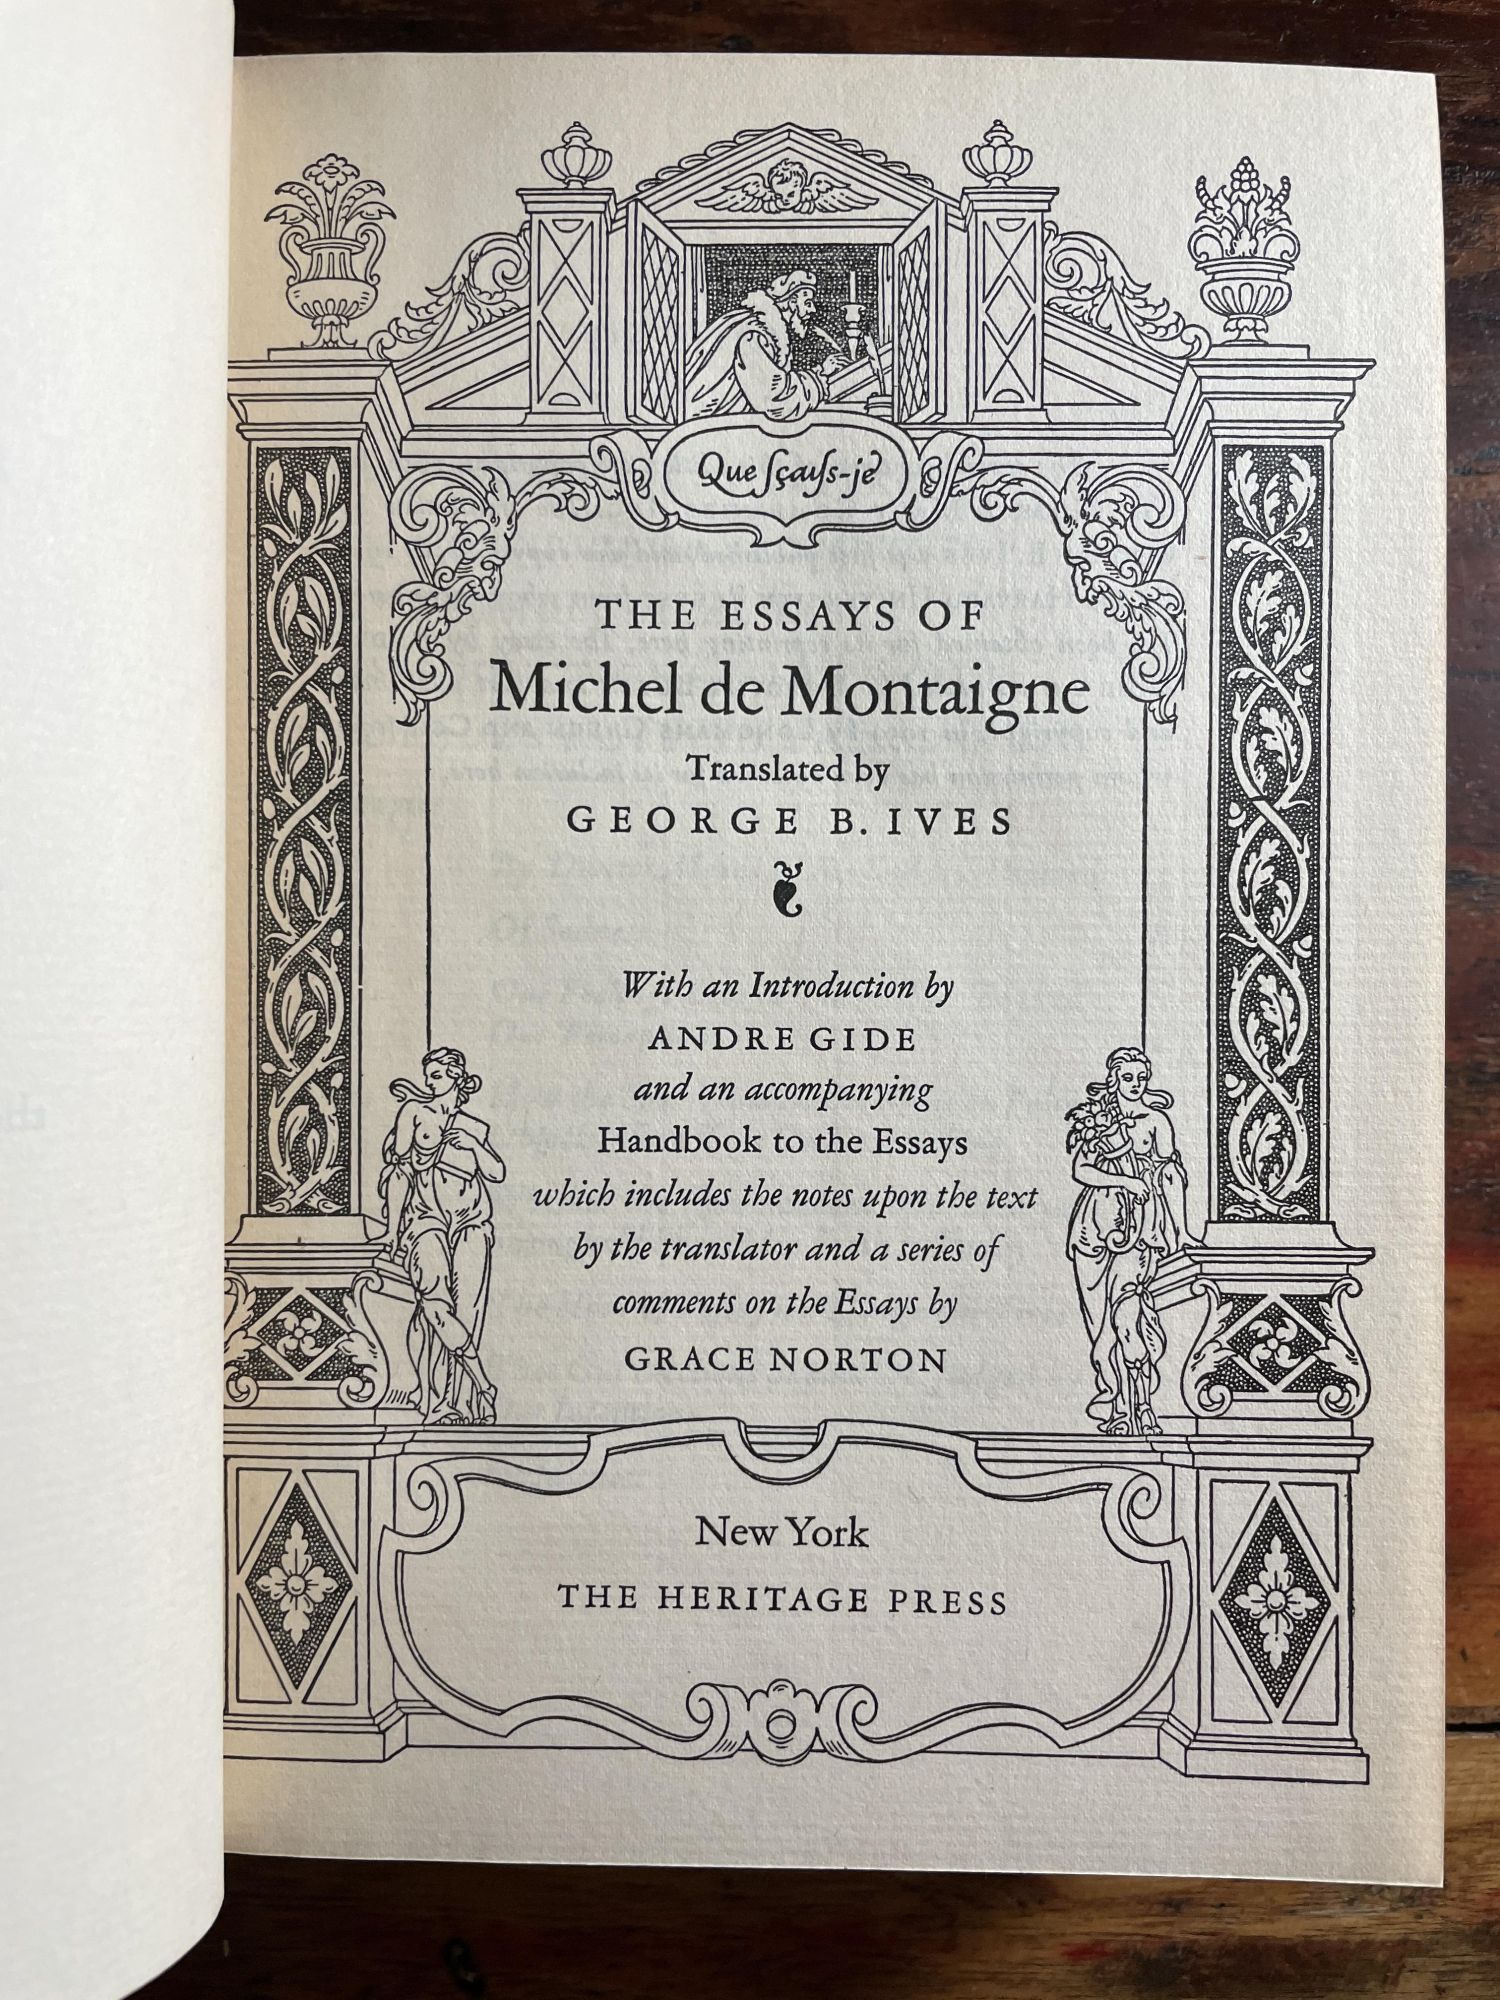 Que sçays-je
THE ESSAYS OF
Michel de Montaigne
Translated by
GEORGE B. IVES
With an Introduction by
ANDRE GIDE
and an accompanying
Handbook to the Essays
which includes the notes upon the text
by the translator and a series of
comments on the Essays by
GRACE NORTON
New York
THE HERITAGE PRESS